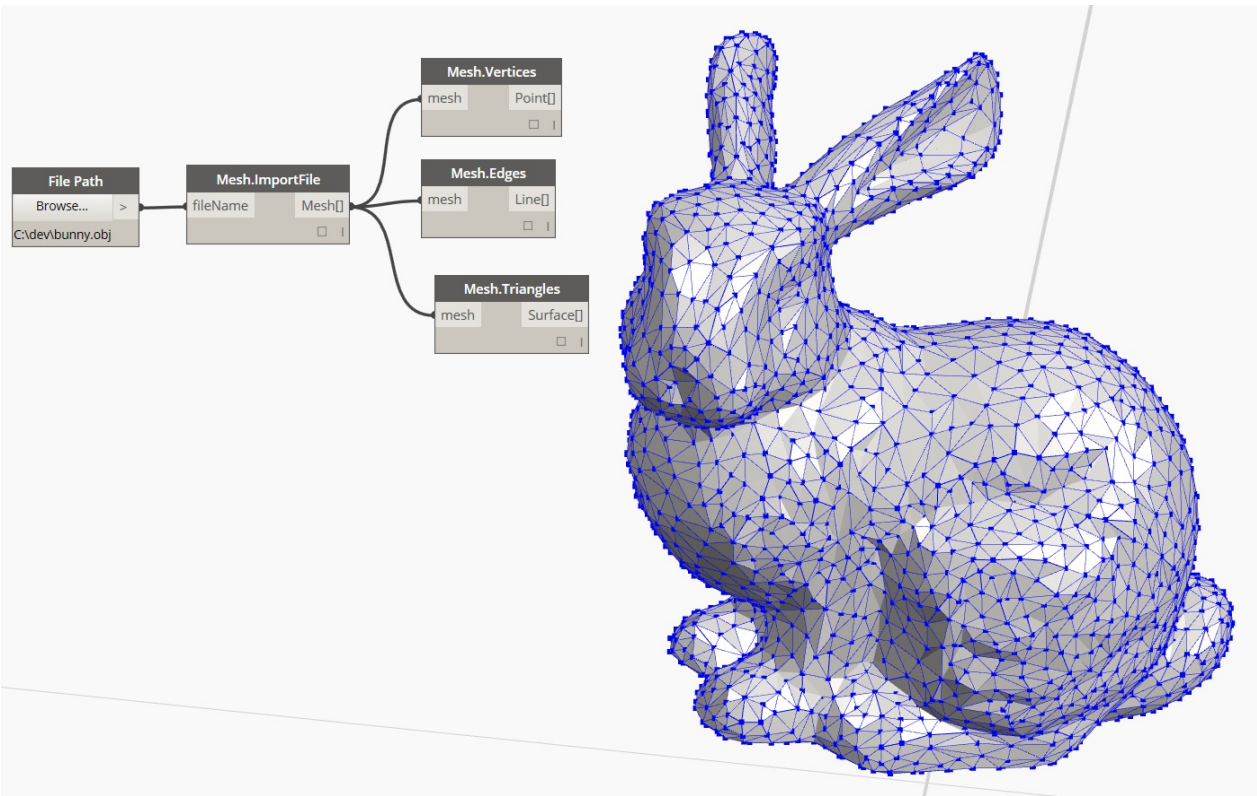 Mesh.Vertices
mesh Point[]
Mesh.Edges
mesh Line[]
File Path
Browse... >
C:\dev\bunny.obj
Mesh.ImportFile
fileName Mesh[]
Mesh.Triangles
mesh Surface[]